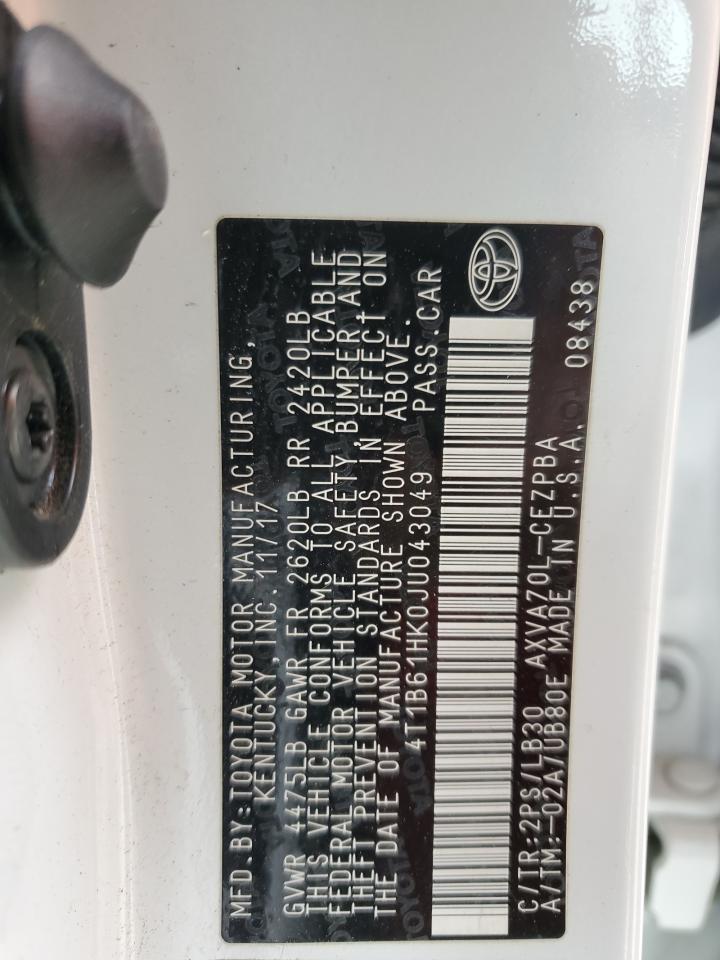 MFD.BY:TOYOTA MOTOR MANUFACTURING,
KENTUCKY,INC. 11/17
GVWR 4475LB GAWR FR 2620LB RR 2420LB
THIS VEHICLE CONFORMS TO ALL APPLICABLE
FEDERAL MOTOR VEHICLE SAFETY,BUMPER,AND
THEFT PREVENTION STANDARDS IN EFFECT ON
THE DATE OF MANUFACTURE SHOWN ABOVE.
4T1B61HK0JU043049 PASS.CAR
C/TR:2PS/LB30 AXVA70L-CEZPBA
A/TM:-02A/UB80E MADE IN U.S.A. 08438